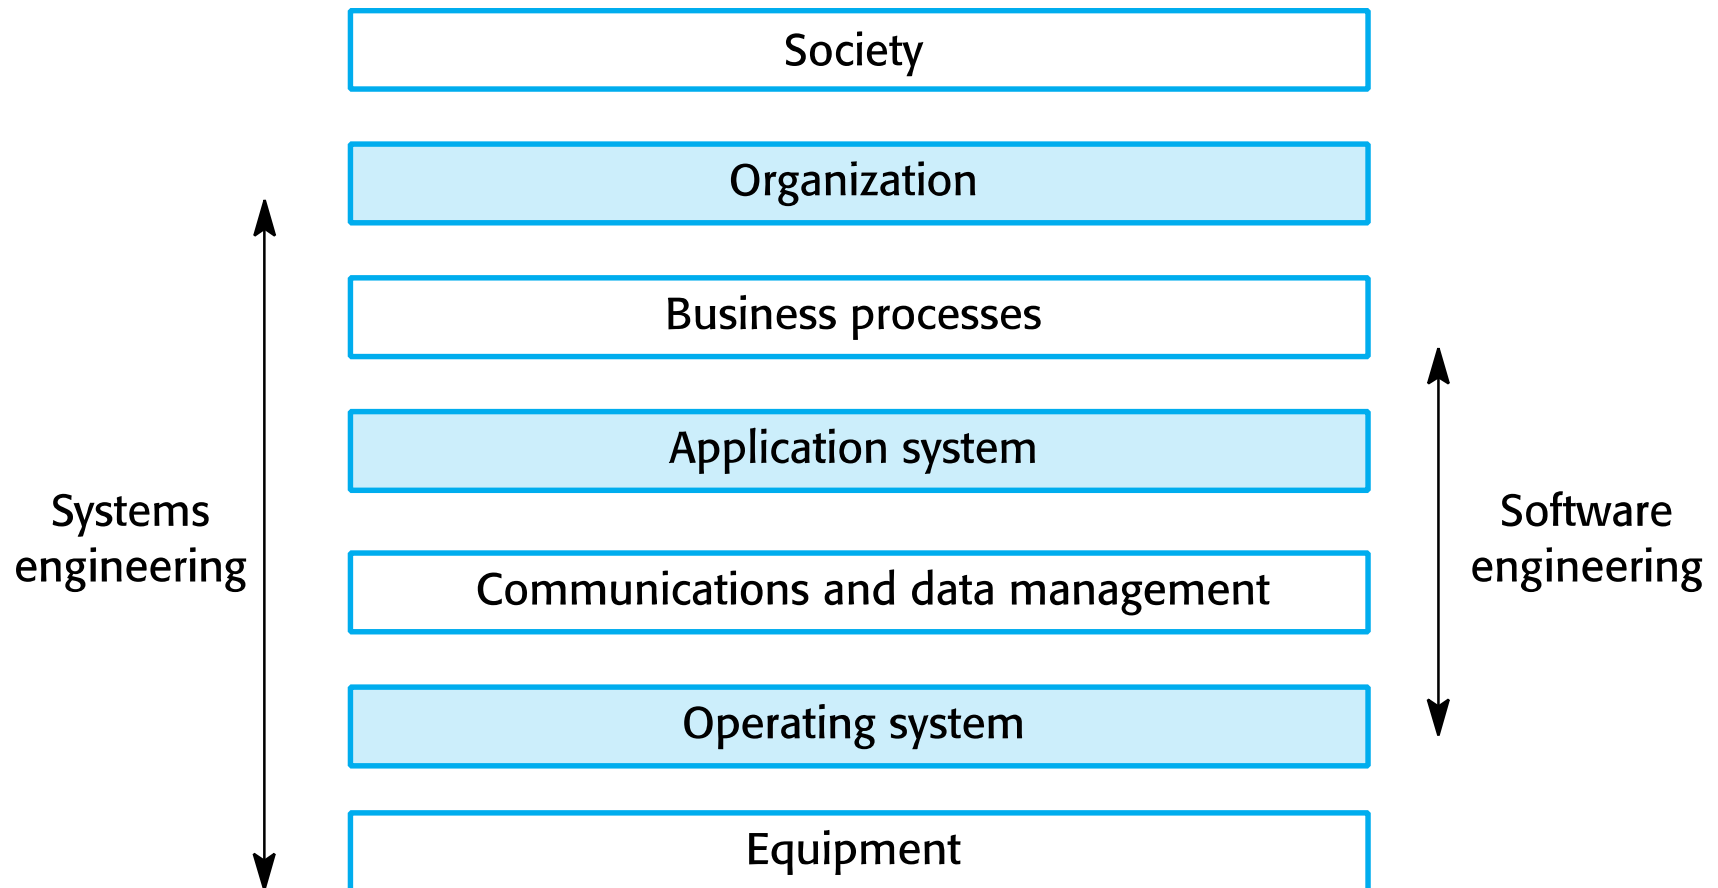 Society
Organization
Business processes
Application system
Systems
engineering
Software
engineering
Communications and data management
Operating system
Equipment